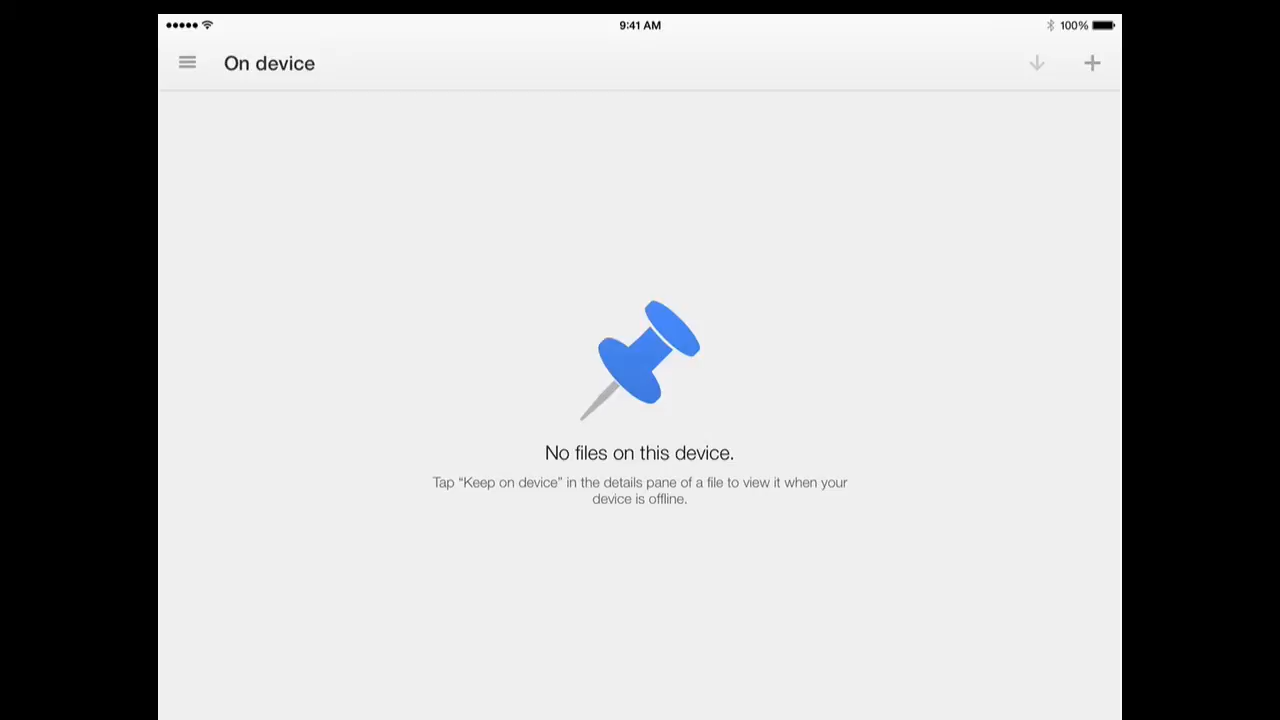 9:41 AM
100%
On device
No files on this device.
Tap “Keep on device” in the details pane of a file to view it when your
device is offline.